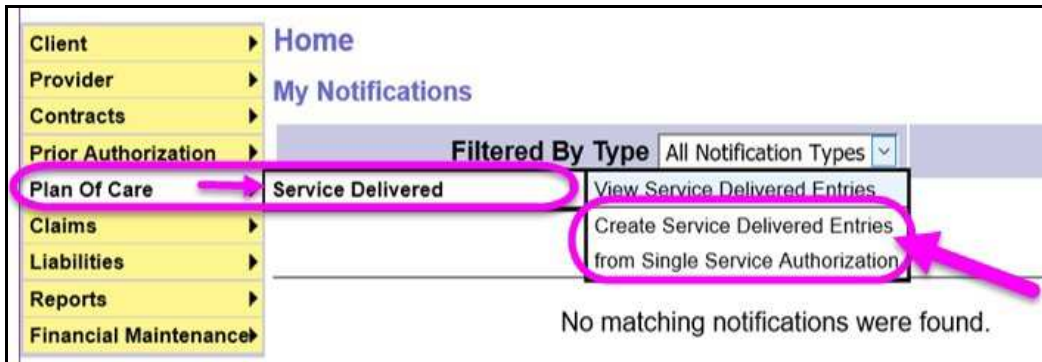 Client
Home
Provider
My Notifications
Contracts
Prior Authorization
Filtered By Type All Notification Types
Plan Of Care
Service Delivered
View Service Delivered Entries
Claims
Create Service Delivered Entries
Liabilities
from Single Service Authorization
Reports
Financial Maintenance
No matching notifications were found.